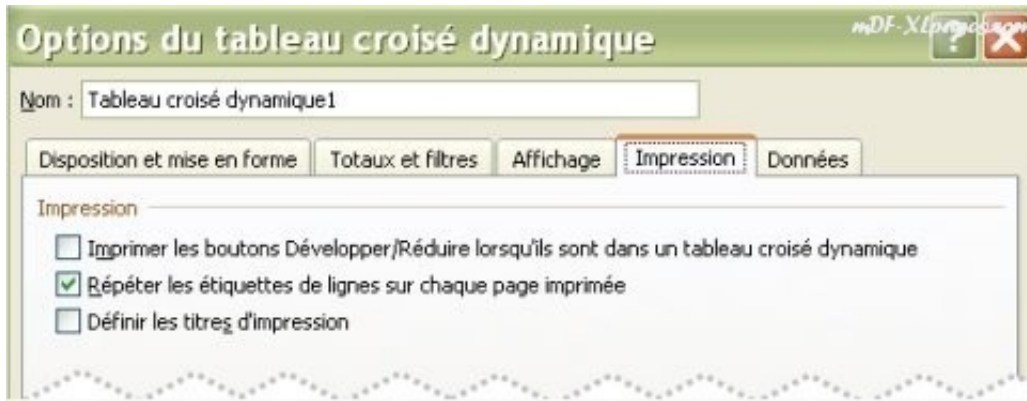 Options du tableau croisé dynamique
Nom : Tableau croisé dynamique1
Disposition et mise en forme Totaux et filtres Affichage Impression Données
Impression
Imprimer les boutons Développer/Réduire lorsqu'ils sont dans un tableau croisé dynamique
Répéter les étiquettes de lignes sur chaque page imprimée
Définir les titres d'impression